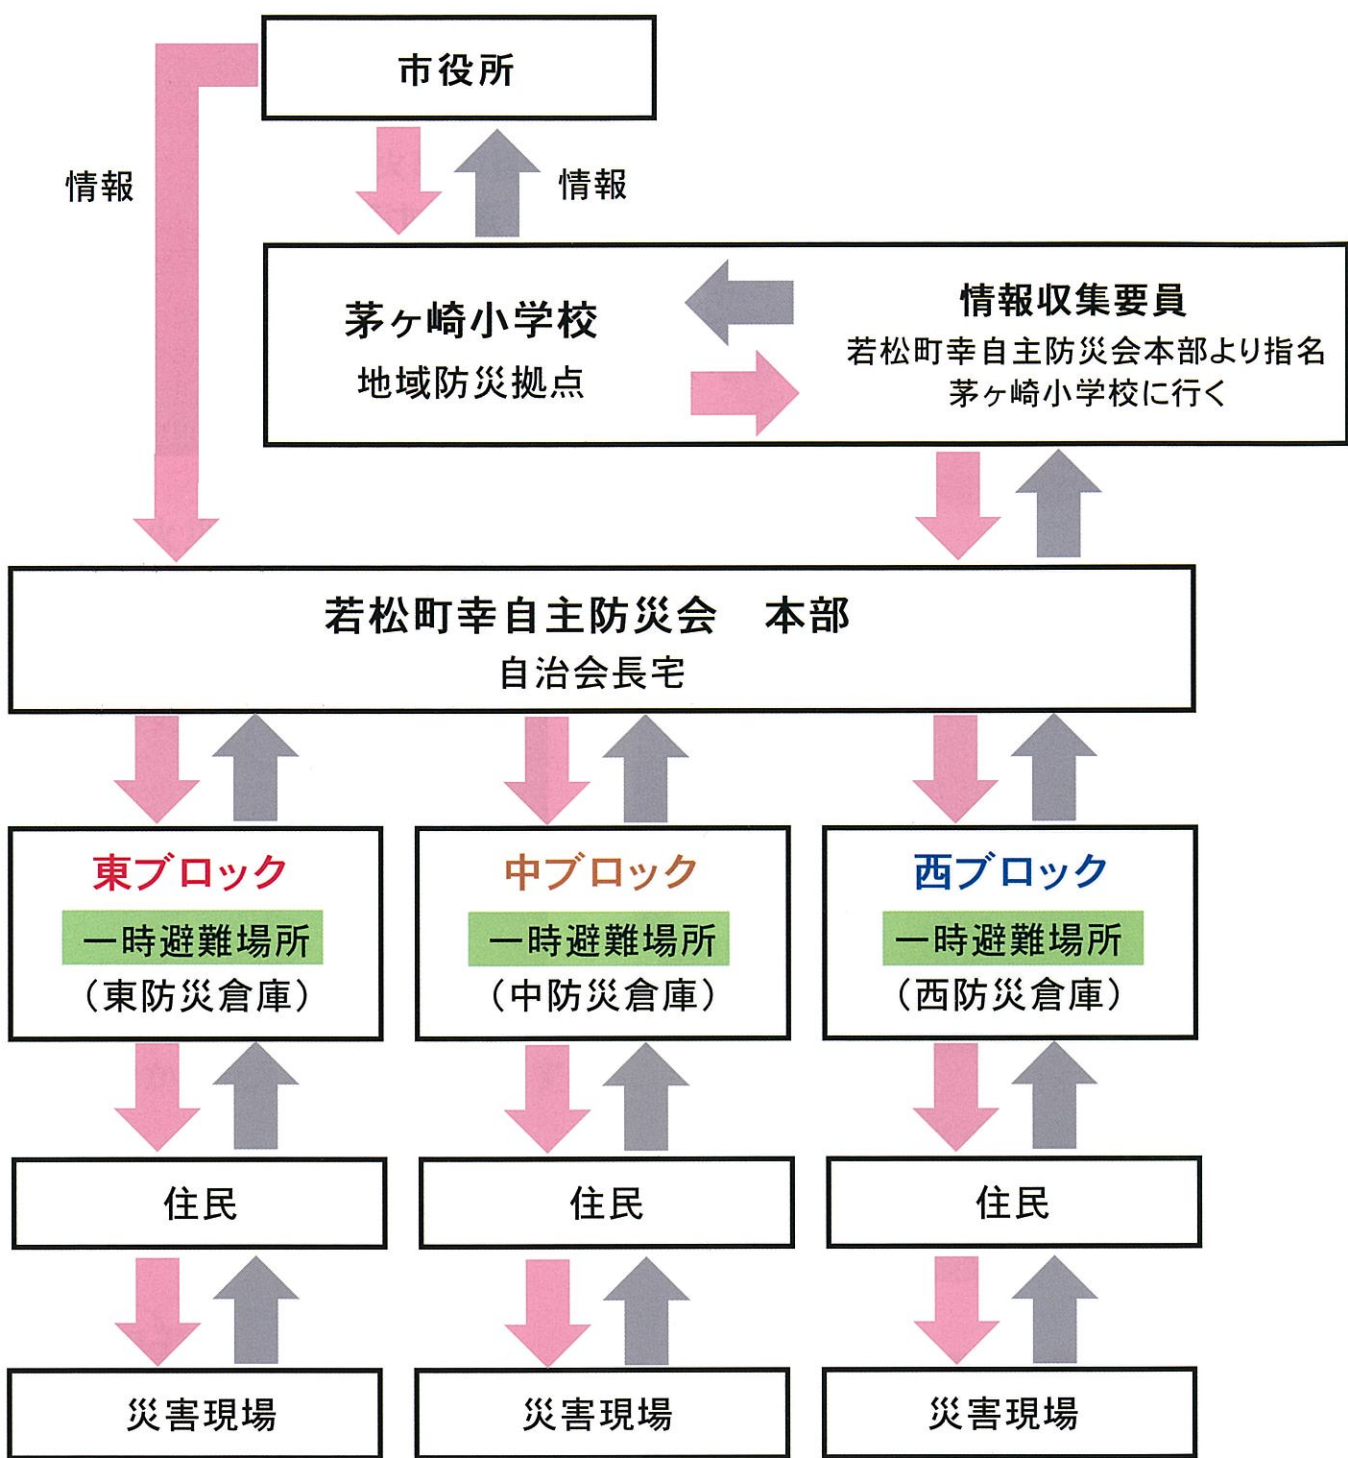 市役所
情報
情報
茅ヶ崎小学校
地域防災拠点
情報収集要員
若松町幸自主防災会本部より指名
茅ヶ崎小学校に行く
若松町幸自主防災会　本部
自治会長宅
東ブロック
一時避難場所
（東防災倉庫）
中ブロック
一時避難場所
（中防災倉庫）
西ブロック
一時避難場所
（西防災倉庫）
住民
住民
住民
災害現場
災害現場
災害現場